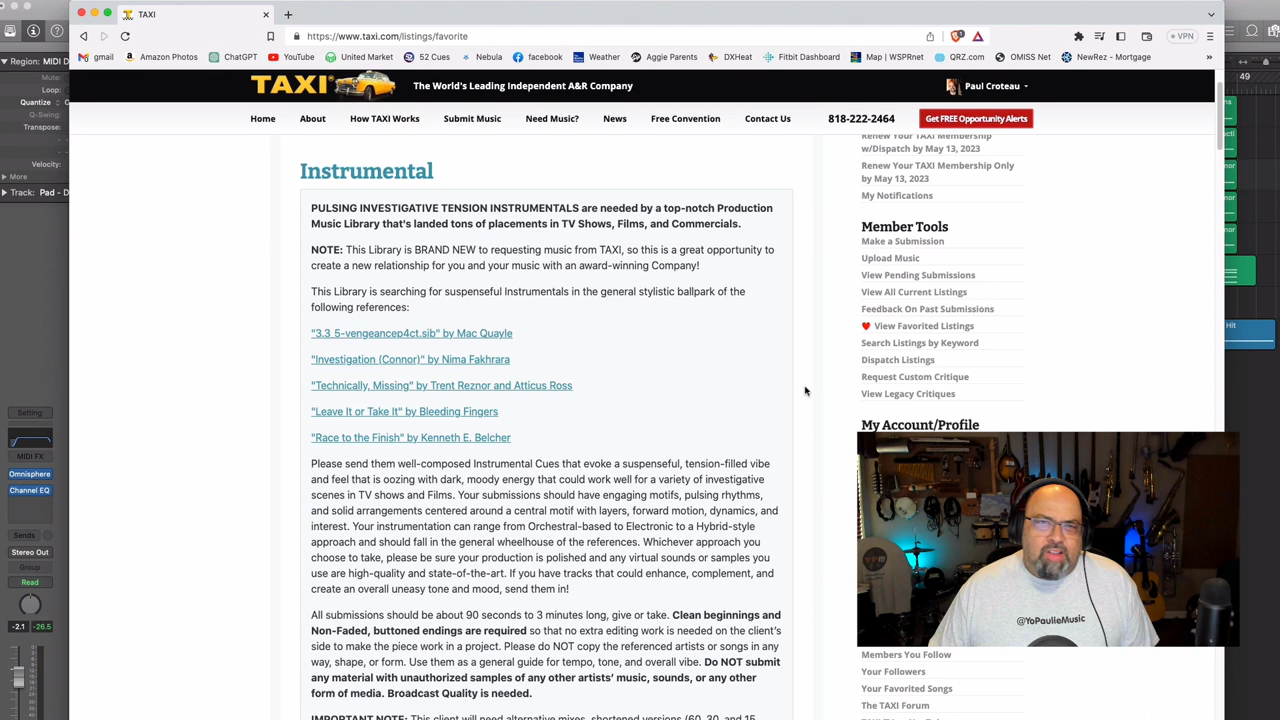 TAXI
https://www.taxi.com/listings/favorite
VPN
gmail
Amazon Photos
ChatGPT
YouTube
United Market
52 Cues
Nebula
facebook
Weather
Aggie Parents
DXHeat
Fitbit Dashboard
Map | WSPRnet
QRZ.com
OMISS Net
NewRez - Mortgage
TAXI
The World's Leading Independent A&R Company
Paul Croteau
Home
About
How TAXI Works
Submit Music
Need Music?
News
Free Convention
Contact Us
818-222-2464
Get FREE Opportunity Alerts
Region: MIDI D
Quantize
Q-Swing:
Transpose:
Velocity:
More
Track: Pad - D
Setting
MIDI FX
Omnisphere
Channel EQ
Sends
Stereo Out
Group
Read
-2.1 -26.5
Instrumental
PULSING INVESTIGATIVE TENSION INSTRUMENTALS are needed by a top-notch Production
Music Library that's landed tons of placements in TV Shows, Films, and Commercials.
NOTE: This Library is BRAND NEW to requesting music from TAXI, so this is a great opportunity to
create a new relationship for you and your music with an award-winning Company!
This Library is searching for suspenseful Instrumentals in the general stylistic ballpark of the
following references:
"3.3_5-vengeancep4ct.sib" by Mac Quayle
"Investigation (Connor)" by Nima Fakhrara
"Technically, Missing" by Trent Reznor and Atticus Ross
"Leave It or Take It" by Bleeding Fingers
"Race to the Finish" by Kenneth E. Belcher
Please send them well-composed Instrumental Cues that evoke a suspenseful, tension-filled vibe
and feel that is oozing with dark, moody energy that could work well for a variety of investigative
scenes in TV shows and Films. Your submissions should have engaging motifs, pulsing rhythms,
and solid arrangements centered around a central motif with layers, forward motion, dynamics, and
interest. Your instrumentation can range from Orchestral-based to Electronic to a Hybrid-style
approach and should fall in the general wheelhouse of the references. Whichever approach you
choose to take, please be sure your production is polished and any virtual sounds or samples you
use are high-quality and state-of-the-art. If you have tracks that could enhance, complement, and
create an overall uneasy tone and mood, send them in!
All submissions should be about 90 seconds to 3 minutes long, give or take. Clean beginnings and
Non-Faded, buttoned endings are required so that no extra editing work is needed on the client's
side to make the piece work in a project. Please do NOT copy the referenced artists or songs in any
way, shape, or form. Use them as a general guide for tempo, tone, and overall vibe. Do NOT submit
any material with unauthorized samples of any other artists' music, sounds, or any other
form of media. Broadcast Quality is needed.
IMPORTANT NOTE: This client will need alternative mixes, shortened versions (60, 30, and 15
Renew Your TAXI Membership
w/Dispatch by May 13, 2023
Renew Your TAXI Membership Only
by May 13, 2023
My Notifications
Member Tools
Make a Submission
Upload Music
View Pending Submissions
View All Current Listings
Feedback On Past Submissions
View Favorited Listings
Search Listings by Keyword
Dispatch Listings
Request Custom Critique
View Legacy Critiques
My Account/Profile
@YoPaulieMusic
Members You Follow
Your Followers
Your Favorited Songs
The TAXI Forum
49
Hit